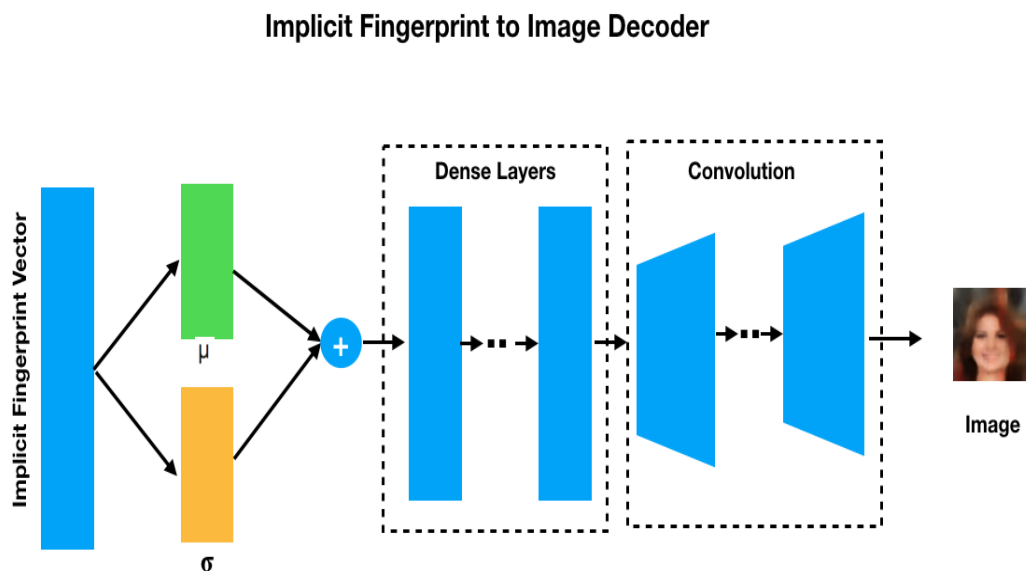 Implicit Fingerprint to Image Decoder
Implicit Fingerprint Vector
μ
σ
+
Dense Layers
Convolution
Image